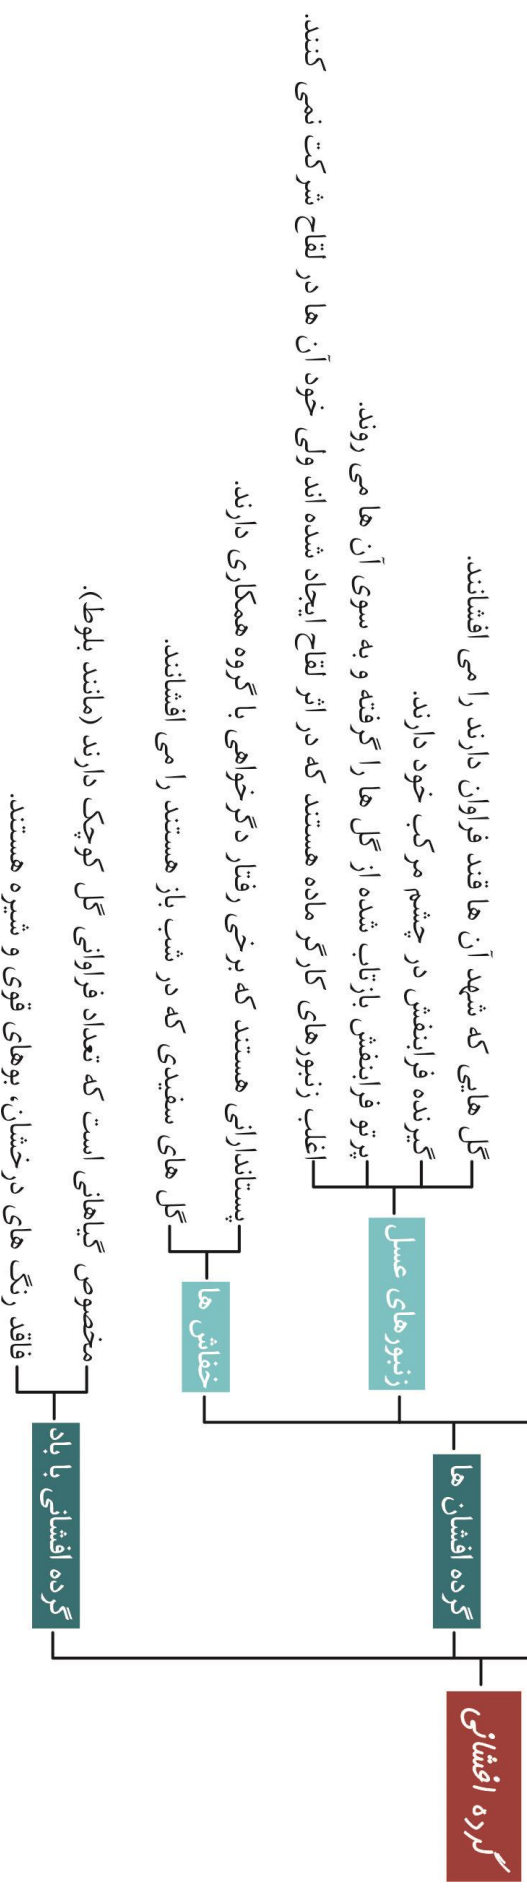 گرده افشانی
گرده افشان ها
زنبورهای عسل
گل هایی که شهد آن ها قند فراوان دارند را می افشانند.
گیرنده فرابنفش در چشم مرکب خود دارند.
پرتو فرابنفش بازتاب شده از گل ها را گرفته و به سوی آن ها می روند.
اغلب زنبورهای کارگر ماده هستند که در اثر لقاح ایجاد شده اند ولی خود آن ها در لقاح شرکت نمی کنند.
خفاش ها
پستاندارانی هستند که برخی رفتار دگرخواهی با گروه همکاری دارند.
گل های سفیدی که در شب باز هستند را می افشانند.
گرده افشانی با باد
مخصوص گیاهانی است که تعداد فراوانی گل کوچک دارند (مانند بلوط).
فاقد رنگ های درخشان، بوهای قوی و شیره هستند.